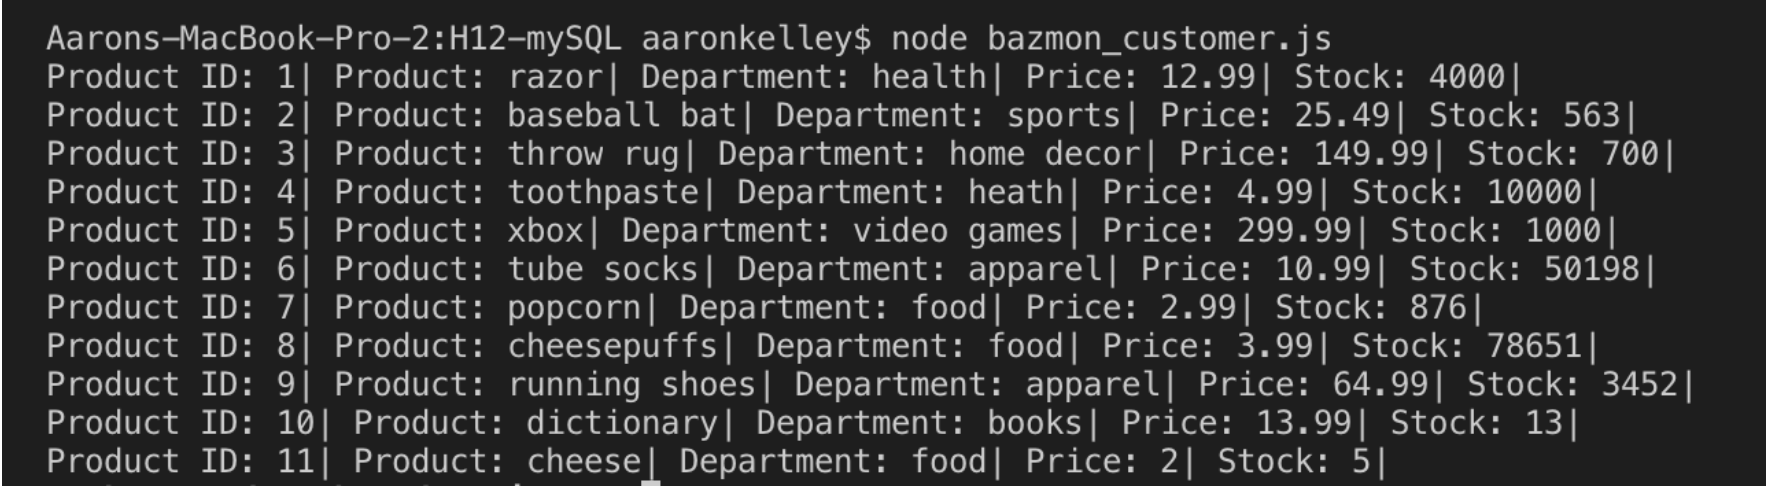 Aarons-MacBook-Pro-2:H12-mySQL aaronkelley$ node bazmon_customer.js
Product ID: 1| Product: razor| Department: health| Price: 12.99| Stock: 4000|
Product ID: 2| Product: baseball bat| Department: sports| Price: 25.49| Stock: 563|
Product ID: 3| Product: throw rug| Department: home decor| Price: 149.99| Stock: 700|
Product ID: 4| Product: toothpaste| Department: heath| Price: 4.99| Stock: 10000|
Product ID: 5| Product: xbox| Department: video games| Price: 299.99| Stock: 1000|
Product ID: 6| Product: tube socks| Department: apparel| Price: 10.99| Stock: 50198|
Product ID: 7| Product: popcorn| Department: food| Price: 2.99| Stock: 876|
Product ID: 8| Product: cheesepuffs| Department: food| Price: 3.99| Stock: 78651|
Product ID: 9| Product: running shoes| Department: apparel| Price: 64.99| Stock: 3452|
Product ID: 10| Product: dictionary| Department: books| Price: 13.99| Stock: 13|
Product ID: 11| Product: cheese| Department: food| Price: 2| Stock: 5|